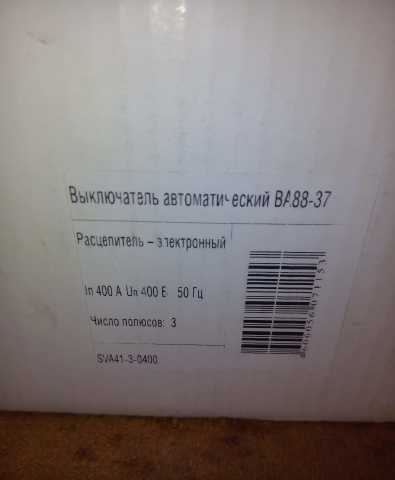 Выключатель автоматический ВА88-37
Расцепитель – электронный
In 400 А Un 400 В 50 Гц
Число полюсов: 3
SVA41-3-0400